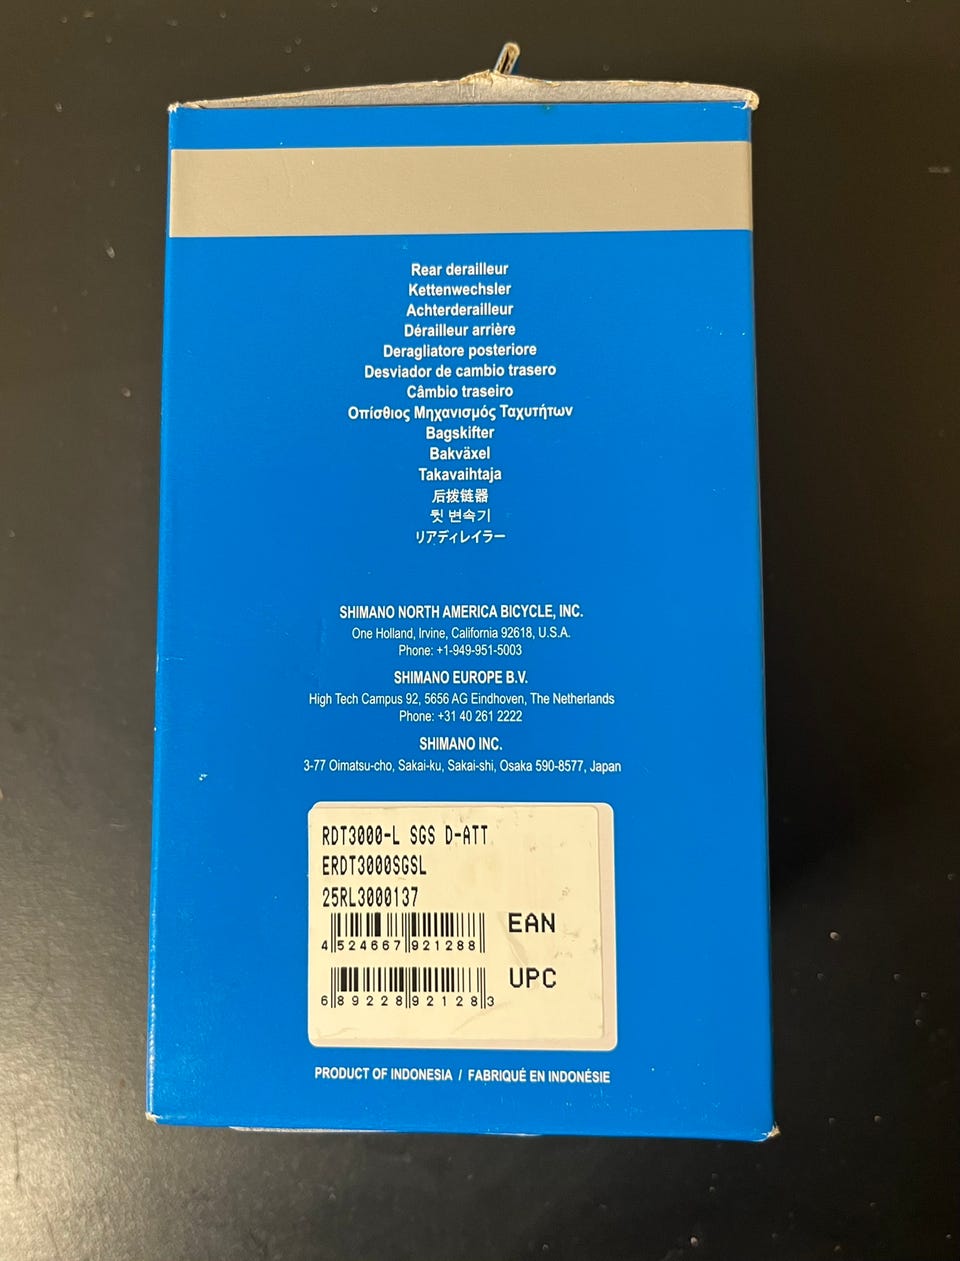 Rear derailleur
Kettenwechsler
Achterderailleur
Dérailleur arrière
Deragliatore posteriore
Desviador de cambio trasero
Câmbio traseiro
Οπίσθιος Μηχανισμός Ταχυτήτων
Bagskifter
Bakväxel
Takavaihtaja
后拨链器
뒷 변속기
リアディレイラー
SHIMANO NORTH AMERICA BICYCLE, INC.
One Holland, Irvine, California 92618, U.S.A.
Phone: +1-949-951-5003
SHIMANO EUROPE B.V.
High Tech Campus 92, 5656 AG Eindhoven, The Netherlands
Phone: +31 40 261 2222
SHIMANO INC.
3-77 Oimatsu-cho, Sakai-ku, Sakai-shi, Osaka 590-8577, Japan
RDT3000-L SGS D-ATT
ERDT3000SGSL
25RL3000137
EAN
4 524667 921288
UPC
6 89228 92128 3
PRODUCT OF INDONESIA / FABRIQUÉ EN INDONÉSIE